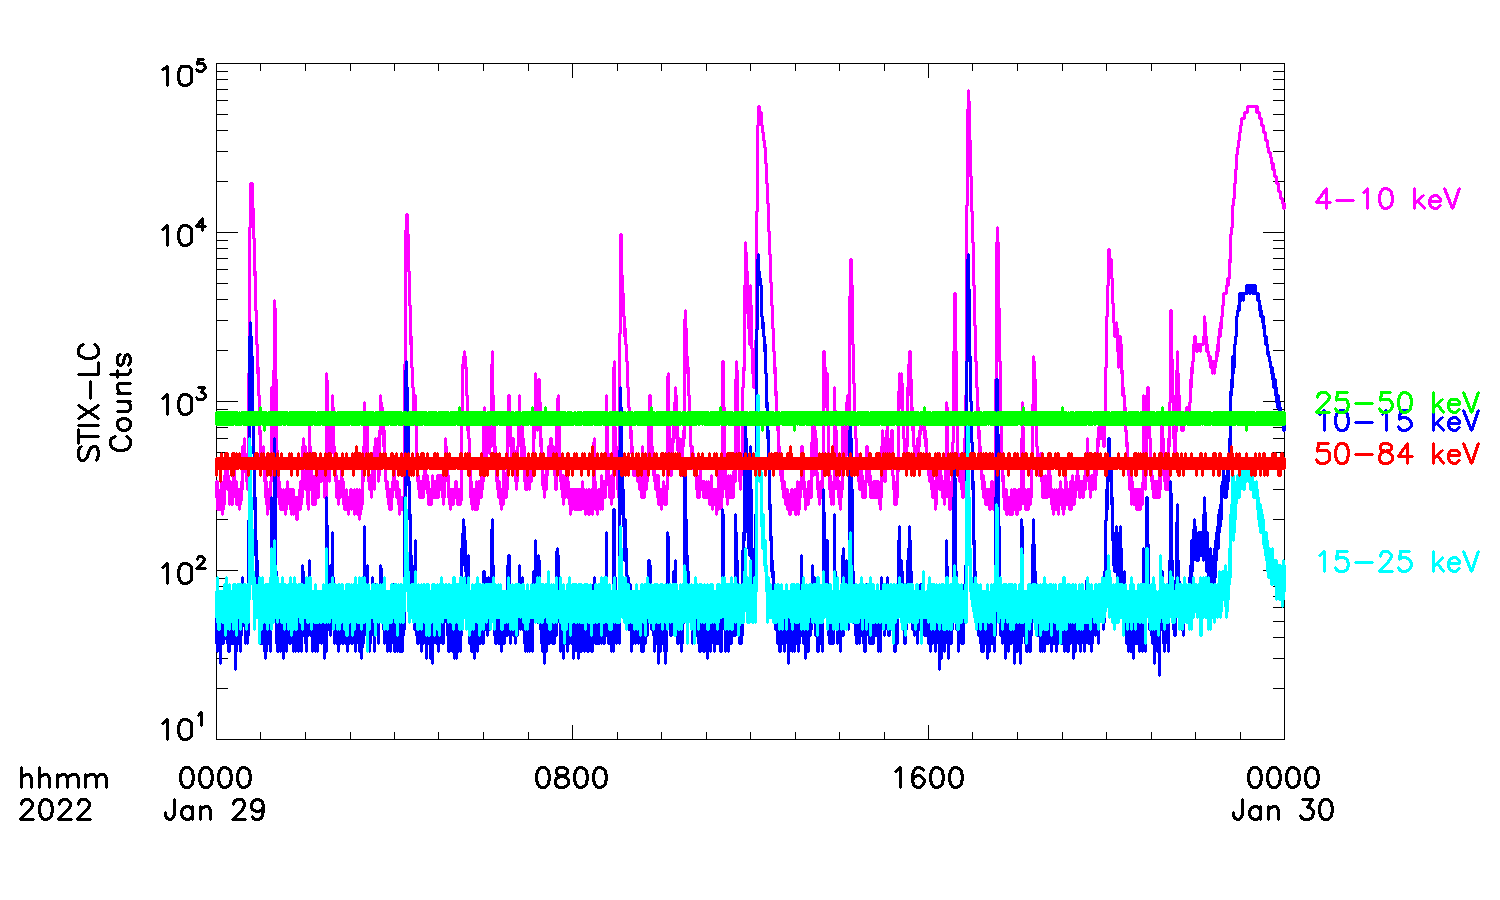 10⁵
10⁴
10³
10²
10¹
STIX-LC
Counts
4-10 keV
25-50 keV
10-15 keV
50-84 keV
15-25 keV
hhmm 0000 0800 1600 0000
2022 Jan 29 Jan 30